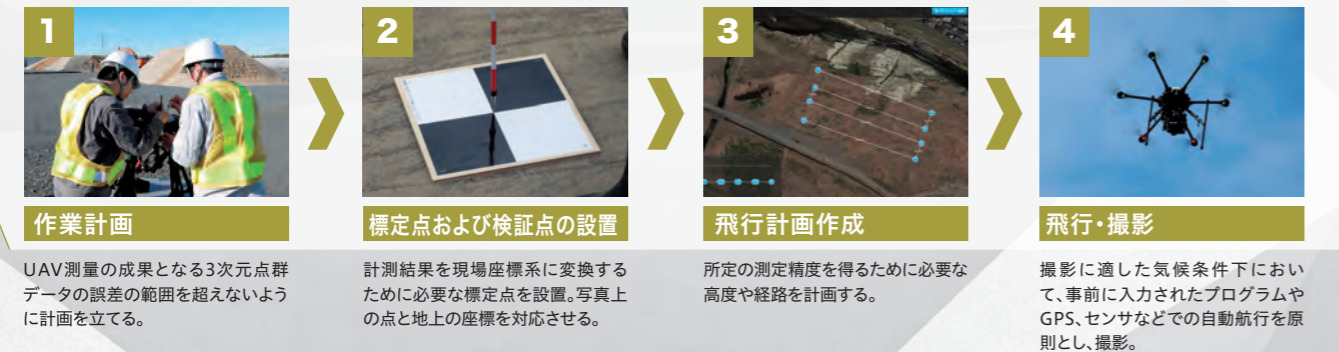 1
作業計画
UAV測量の成果となる3次元点群
データの誤差の範囲を超えないよう
に計画を立てる。
2
標定点および検証点の設置
計測結果を現場座標系に変換する
ために必要な標定点を設置。写真上
の点と地上の座標を対応させる。
3
飛行計画作成
所定の測定精度を得るために必要な
高度や経路を計画する。
4
飛行・撮影
撮影に適した気候条件下におい
て、事前に入力されたプログラムや
GPS、センサなどでの自動航行を原
則とし、撮影。